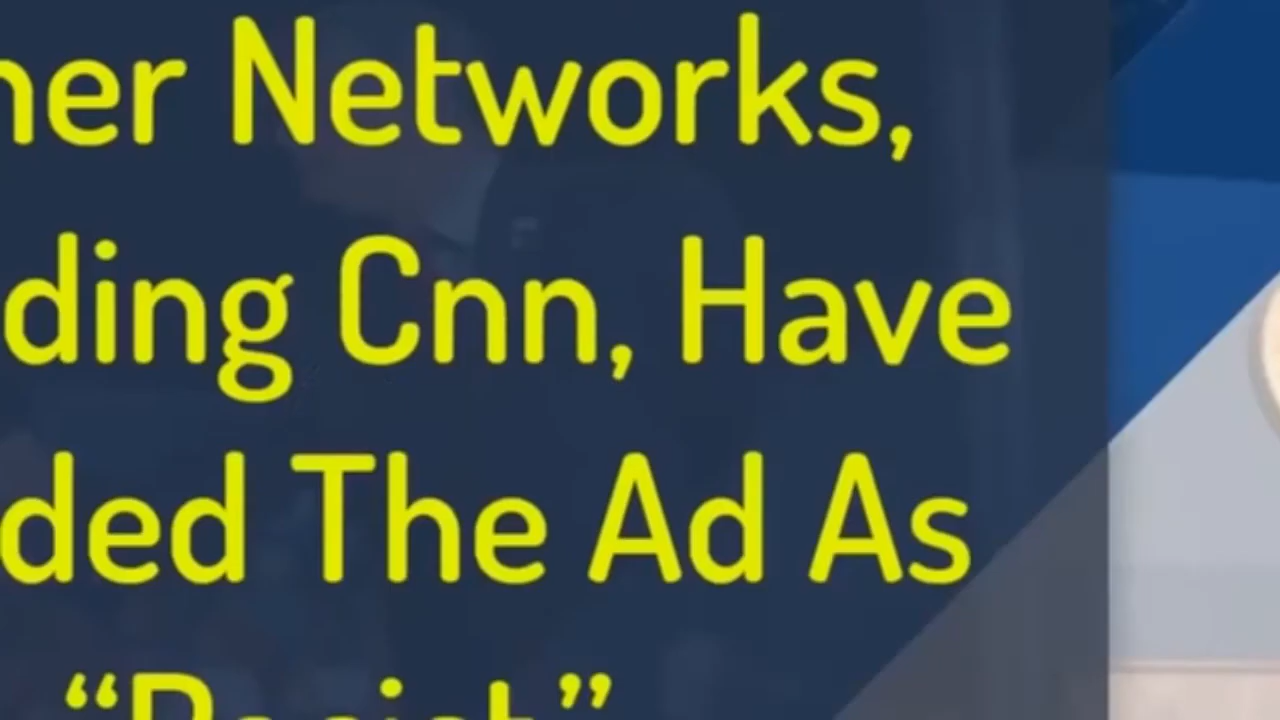 her Networks,
ding Cnn, Have
ded The Ad As